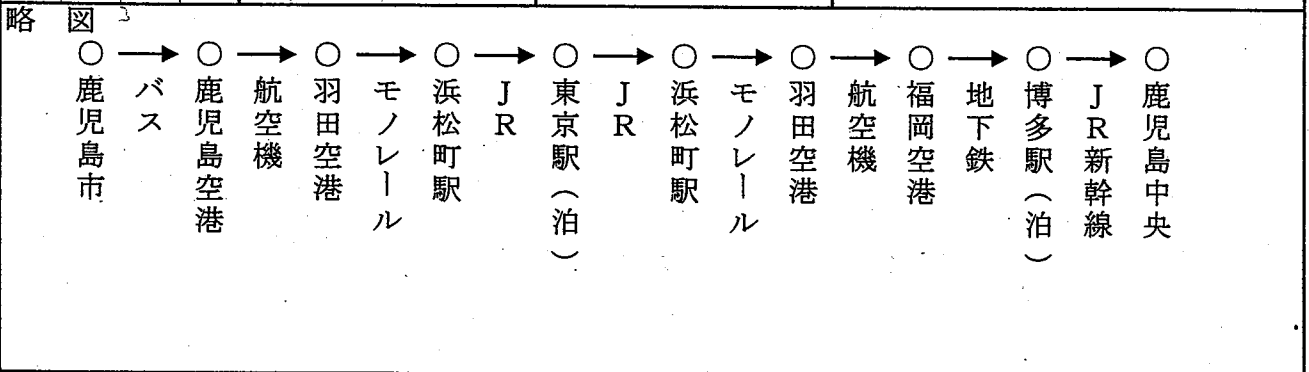 略図
○→○→○→○→○→○→○→○→○→○
鹿児島市
バス
鹿児島空港
航空機
羽田空港
モノレール
浜松町駅
JR
東京駅(泊)
JR
浜松町駅
モノレール
羽田空港
航空機
福岡空港
地下鉄
博多駅(泊)
JR新幹線
鹿児島中央